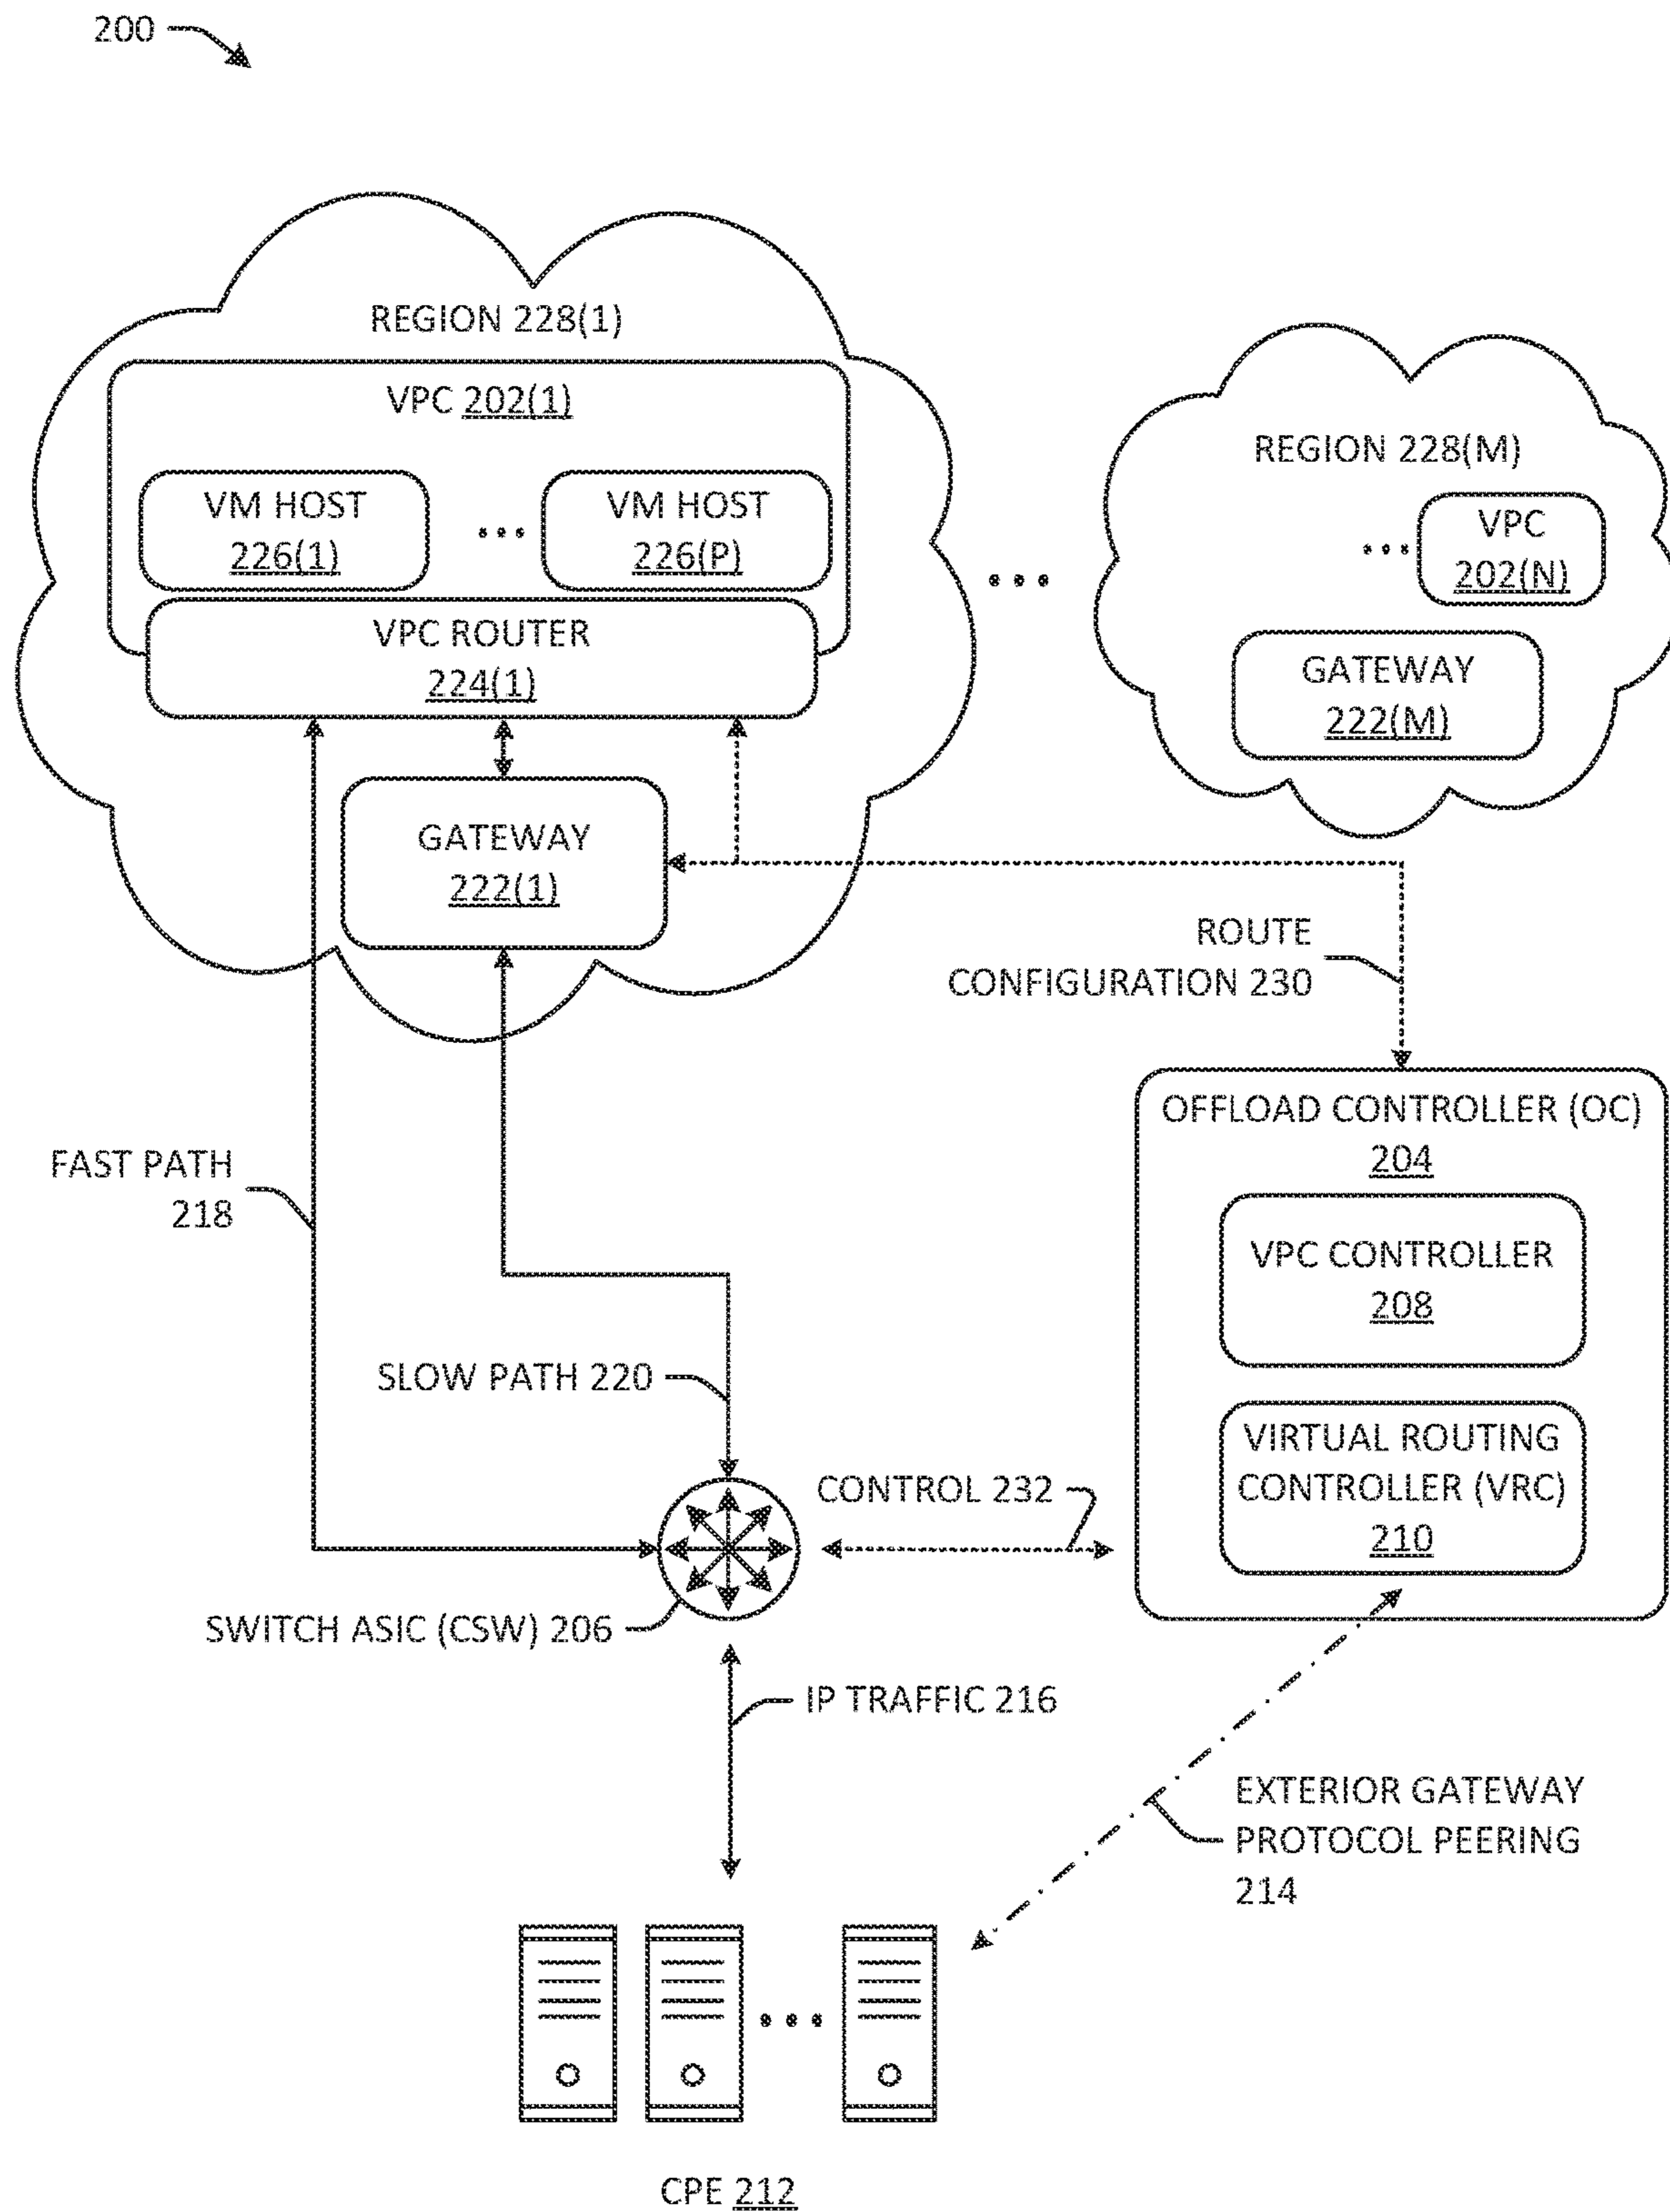 200
REGION 228(1)
VPC 202(1)
VM HOST
226(1)
...
VM HOST
226(P)
VPC ROUTER
224(1)
GATEWAY
222(1)
...
REGION 228(M)
...
VPC
202(N)
GATEWAY
222(M)
ROUTE
CONFIGURATION 230
FAST PATH
218
SLOW PATH 220
OFFLOAD CONTROLLER (OC)
204
VPC CONTROLLER
208
VIRTUAL ROUTING
CONTROLLER (VRC)
210
CONTROL 232
SWITCH ASIC (CSW) 206
IP TRAFFIC 216
EXTERIOR GATEWAY
PROTOCOL PEERING
214
...
CPE 212